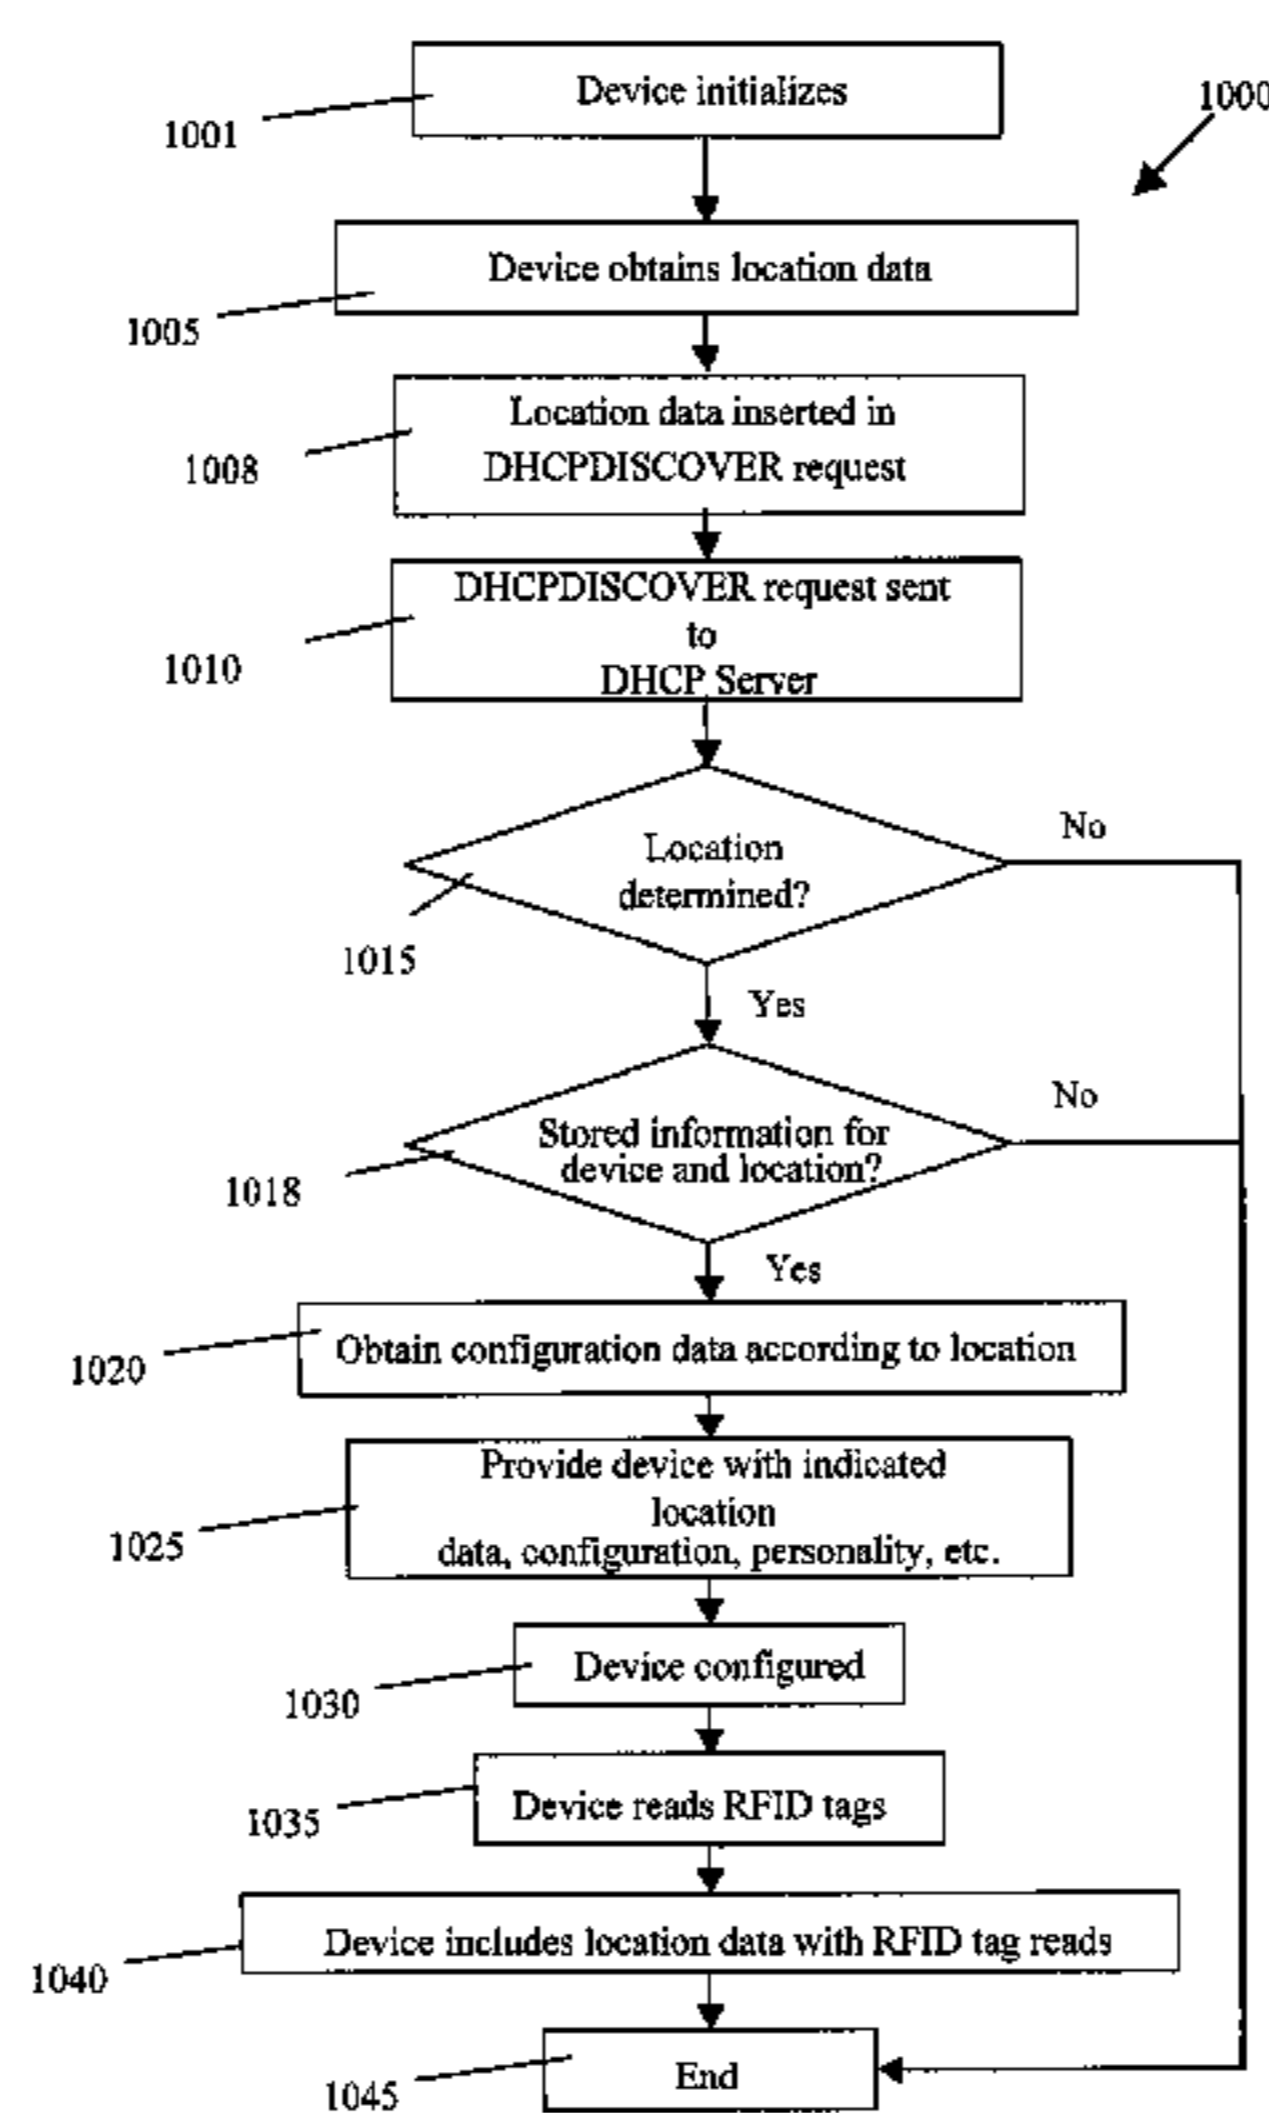 Device initializes
1001
1000
Device obtains location data
1005
Location data inserted in
DHCPDISCOVER request
1008
DHCPDISCOVER request sent
to
DHCP Server
1010
Location
determined?
No
1015
Yes
Stored information for
device and location?
No
1018
Yes
Obtain configuration data according to location
1020
Provide device with indicated
location
data, configuration, personality, etc.
1025
Device configured
1030
Device reads RFID tags
1035
Device includes location data with RFID tag reads
1040
End
1045